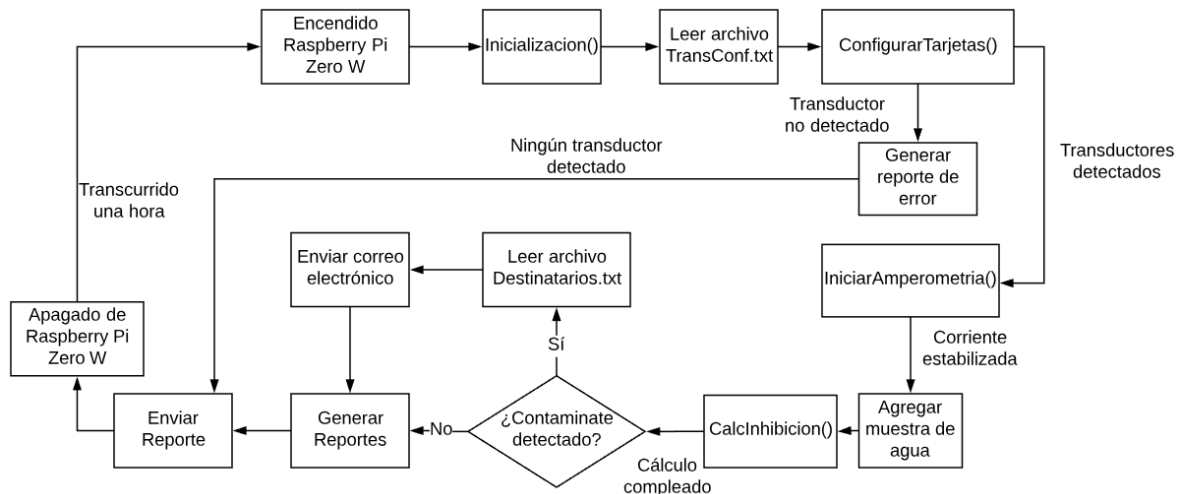 Encendido
Raspberry Pi
Zero W
Inicializacion()
Leer archivo
TransConf.txt
ConfigurarTarjetas()
Transductor
no detectado
Transductores
detectados
Generar
reporte de
error
Ningún transductor
detectado
Transcurrido
una hora
Enviar correo
electrónico
Leer archivo
Destinatarios.txt
IniciarAmperometria()
Apagado de
Raspberry Pi
Zero W
Sí
Corriente
estabilizada
Enviar
Reporte
Generar
Reportes
No
¿Contaminate
detectado?
CalcInhibicion()
Agregar
muestra de
agua
Cálculo
compleado